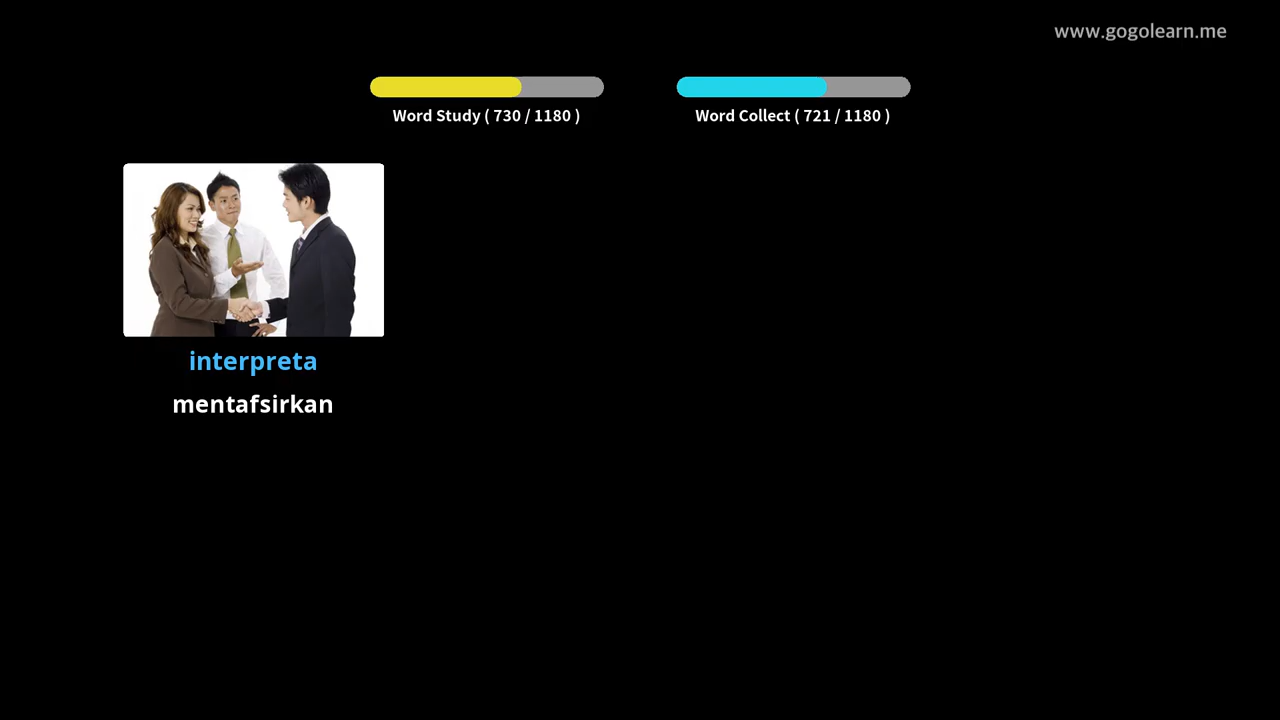 www.gogolearn.me
Word Study ( 730 / 1180 )
Word Collect ( 721 / 1180 )
interpreta
mentafsirkan